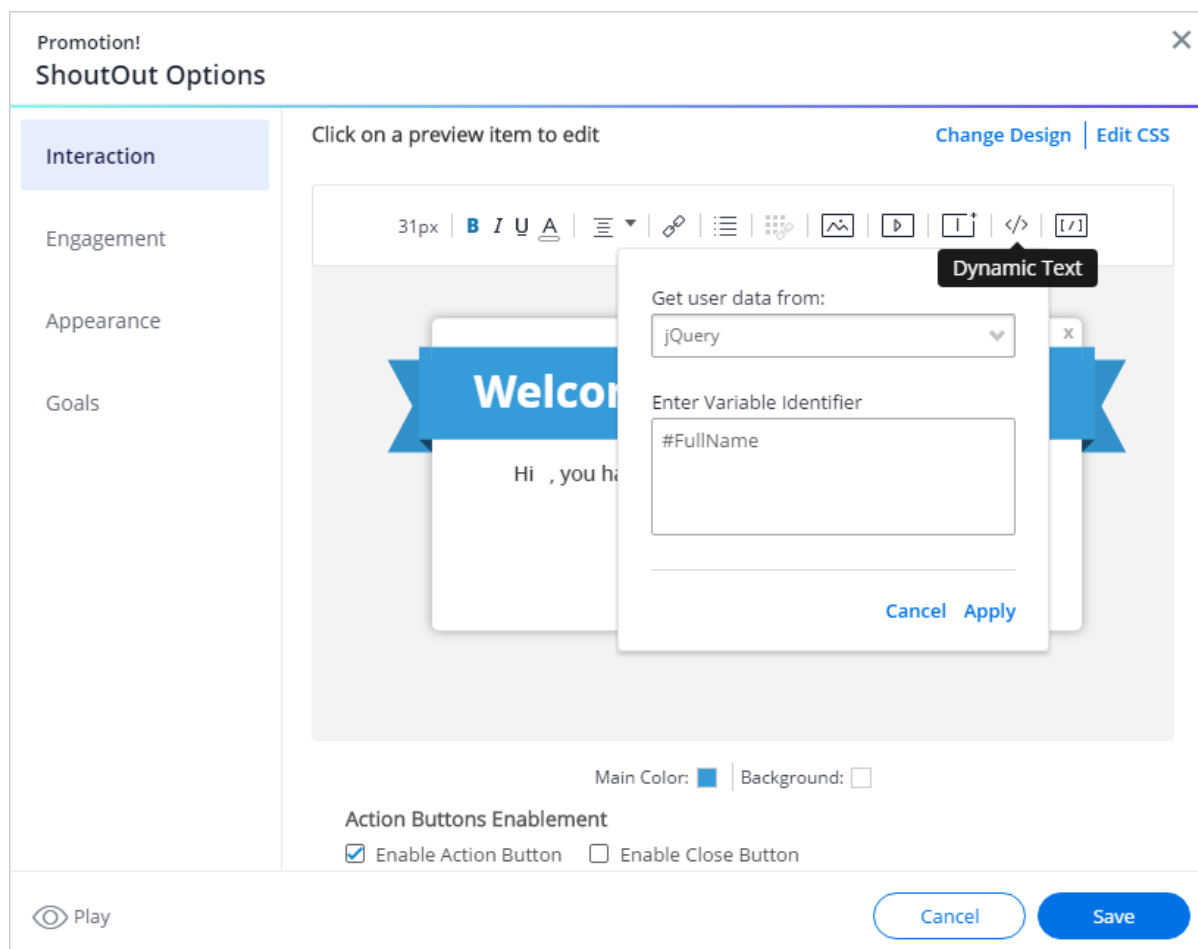 Promotion!
ShoutOut Options
Interaction
Engagement
Appearance
Goals
Click on a preview item to edit
Change Design
Edit CSS
31px B I U A
Dynamic Text
Get user data from:
jQuery
Enter Variable Identifier
#FullName
Cancel Apply
x
Welco
Hi , you ha
Main Color:
Background:
Action Buttons Enablement
Enable Action Button
Enable Close Button
Play
Cancel
Save